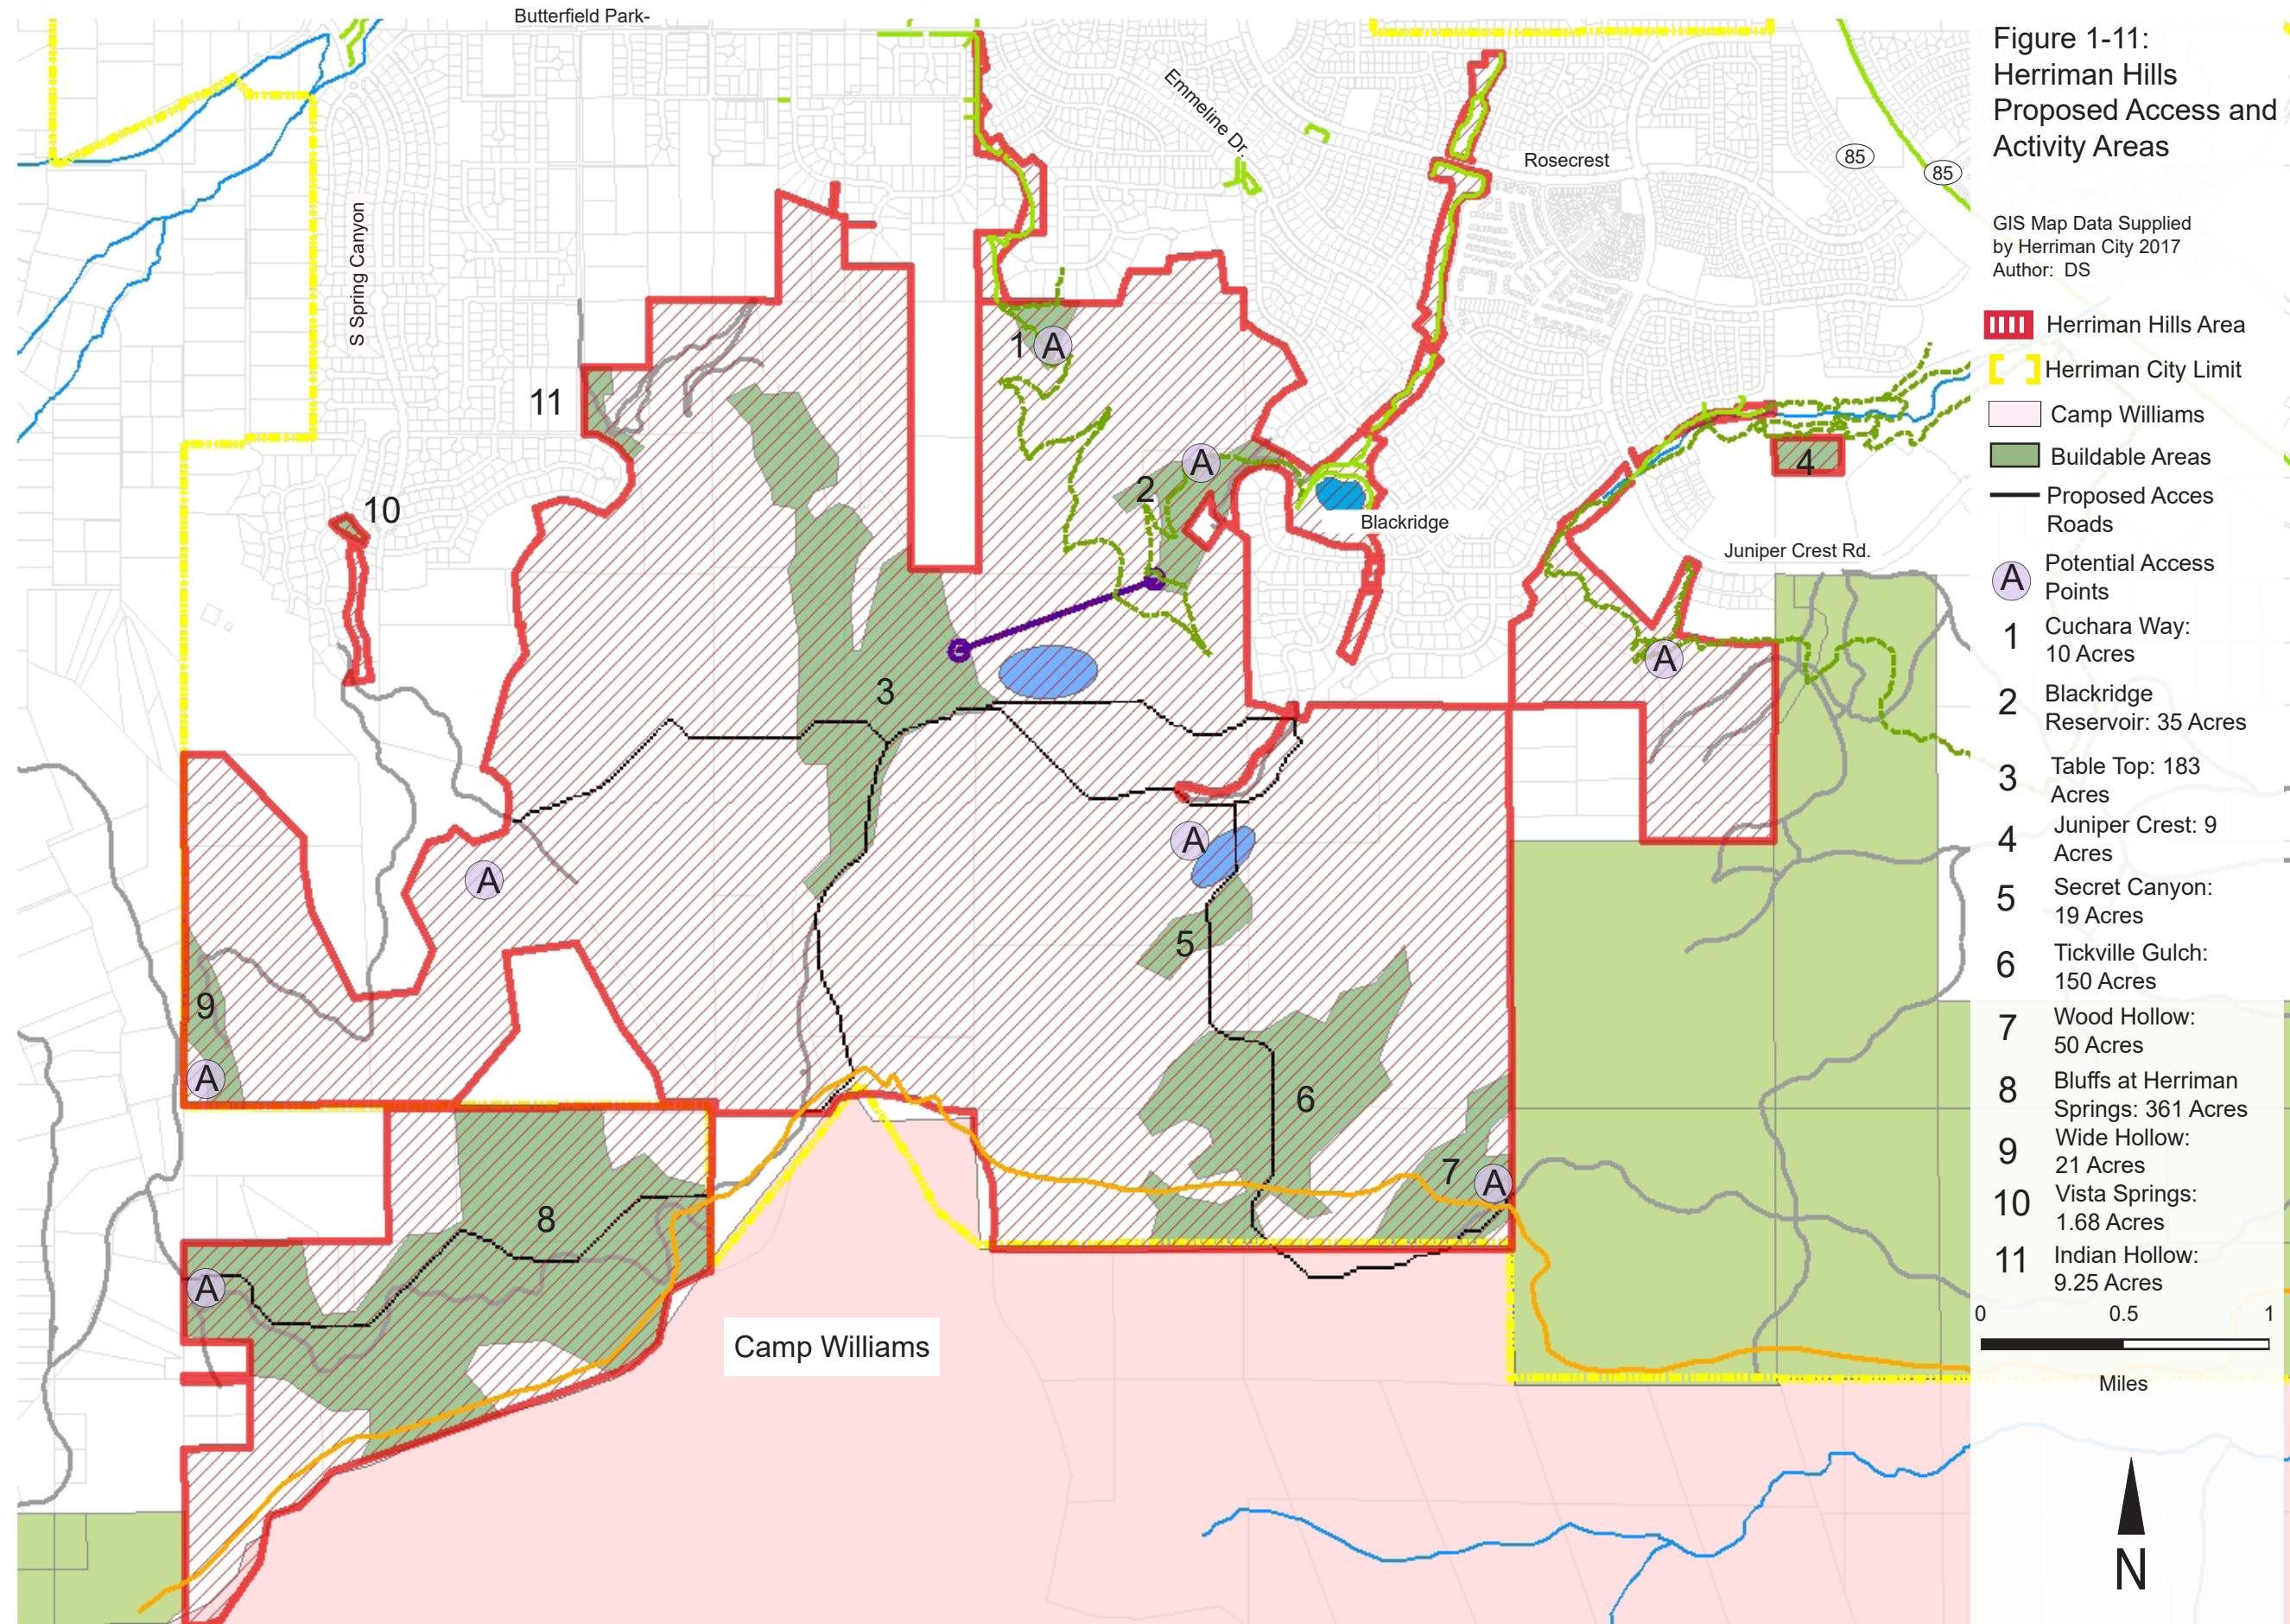 Butterfield Park-
Emmeline Dr.
Rosecrest
85
85
S Spring Canyon
1
A
11
A
2
10
4
Blackridge
Juniper Crest Rd.
A
3
A
A
5
9
A
6
7
A
8
A
Camp Williams
Figure 1-11:
Herriman Hills
Proposed Access and
Activity Areas
GIS Map Data Supplied
by Herriman City 2017
Author: DS
Herriman Hills Area
Herriman City Limit
Camp Williams
Buildable Areas
Proposed Acces
Roads
A
Potential Access
Points
1
Cuchara Way:
10 Acres
2
Blackridge
Reservoir: 35 Acres
3
Table Top: 183
Acres
4
Juniper Crest: 9
Acres
5
Secret Canyon:
19 Acres
6
Tickville Gulch:
150 Acres
7
Wood Hollow:
50 Acres
8
Bluffs at Herriman
Springs: 361 Acres
9
Wide Hollow:
21 Acres
10
Vista Springs:
1.68 Acres
11
Indian Hollow:
9.25 Acres
0 0.5 1
Miles
N